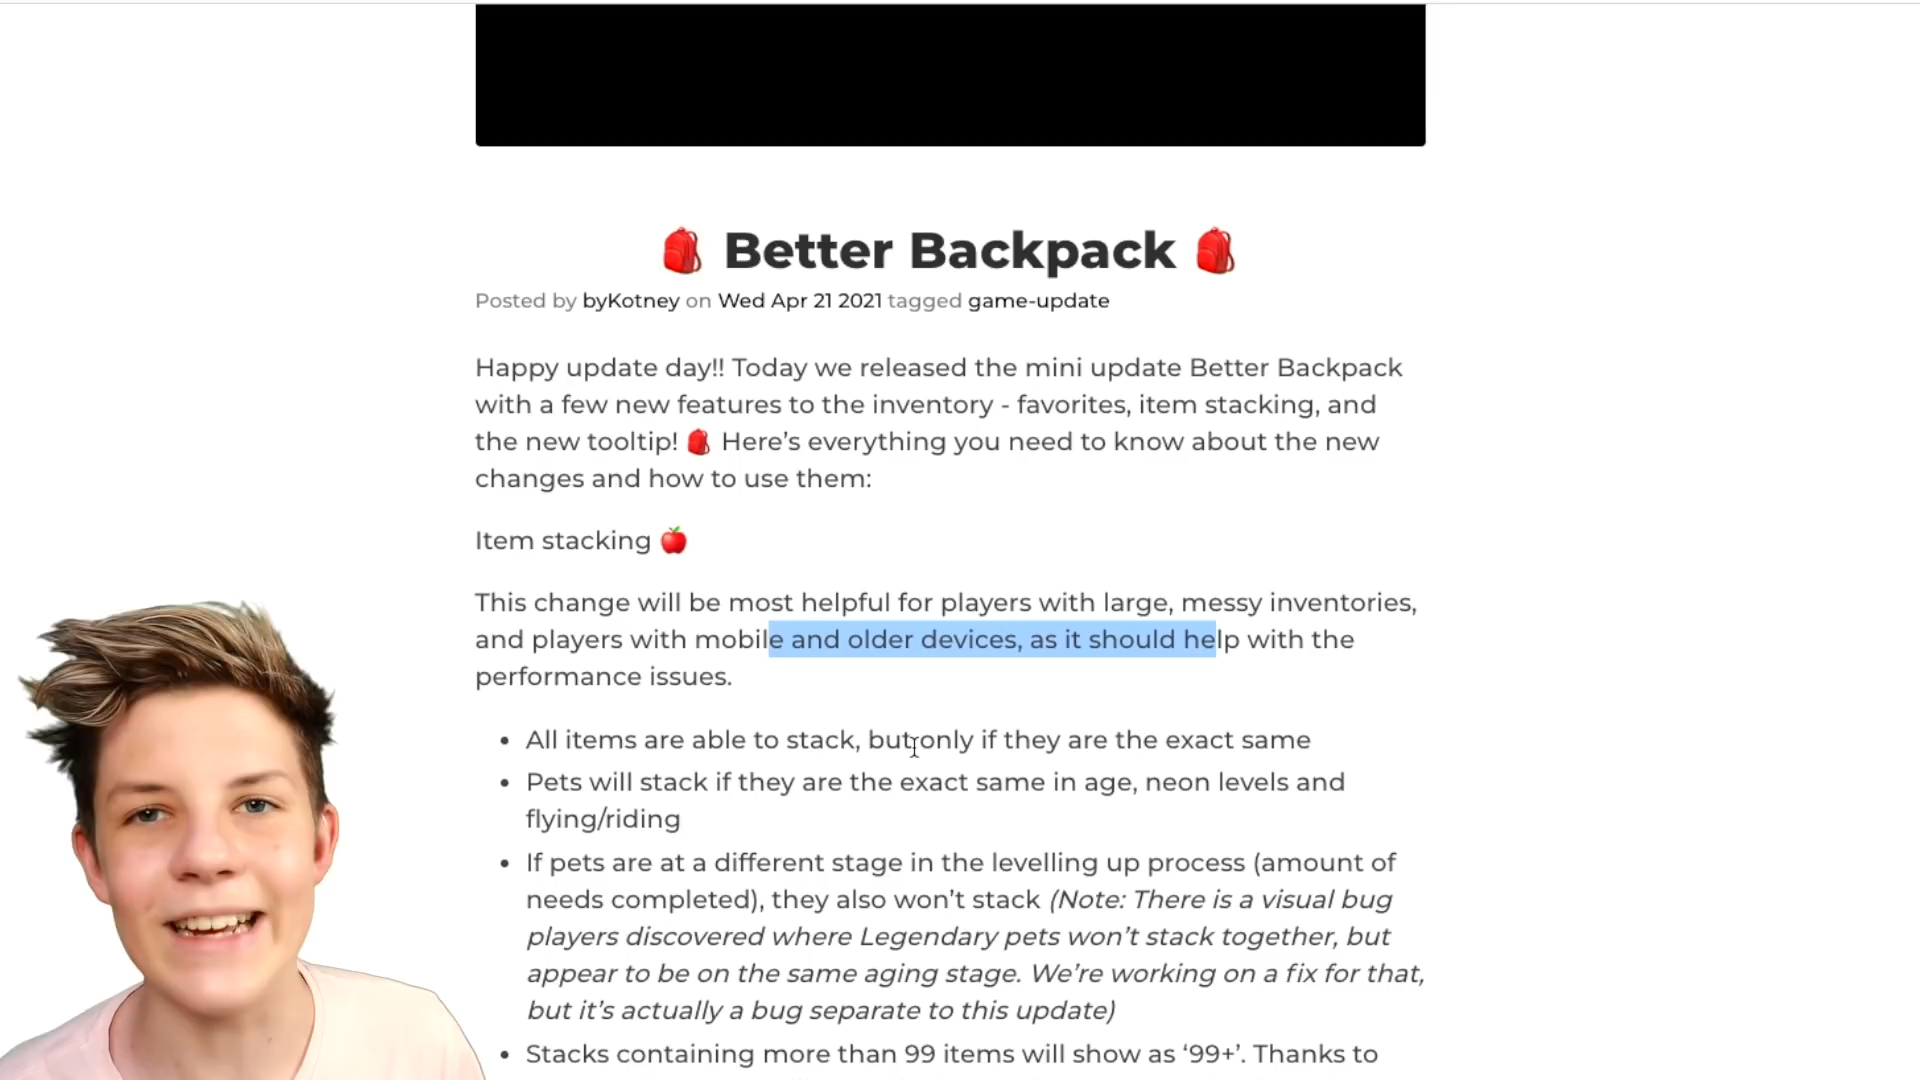 🎒 Better Backpack 🎒
Posted by byKotney on Wed Apr 21 2021 tagged game-update
Happy update day!! Today we released the mini update Better Backpack
with a few new features to the inventory - favorites, item stacking, and
the new tooltip! 🎒 Here’s everything you need to know about the new
changes and how to use them:
Item stacking 🍎
This change will be most helpful for players with large, messy inventories,
and players with mobile and older devices, as it should help with the
performance issues.
• All items are able to stack, but only if they are the exact same
• Pets will stack if they are the exact same in age, neon levels and
flying/riding
• If pets are at a different stage in the levelling up process (amount of
needs completed), they also won’t stack (Note: There is a visual bug
players discovered where Legendary pets won’t stack together, but
appear to be on the same aging stage. We’re working on a fix for that,
but it’s actually a bug separate to this update)
• Stacks containing more than 99 items will show as ‘99+’. Thanks to